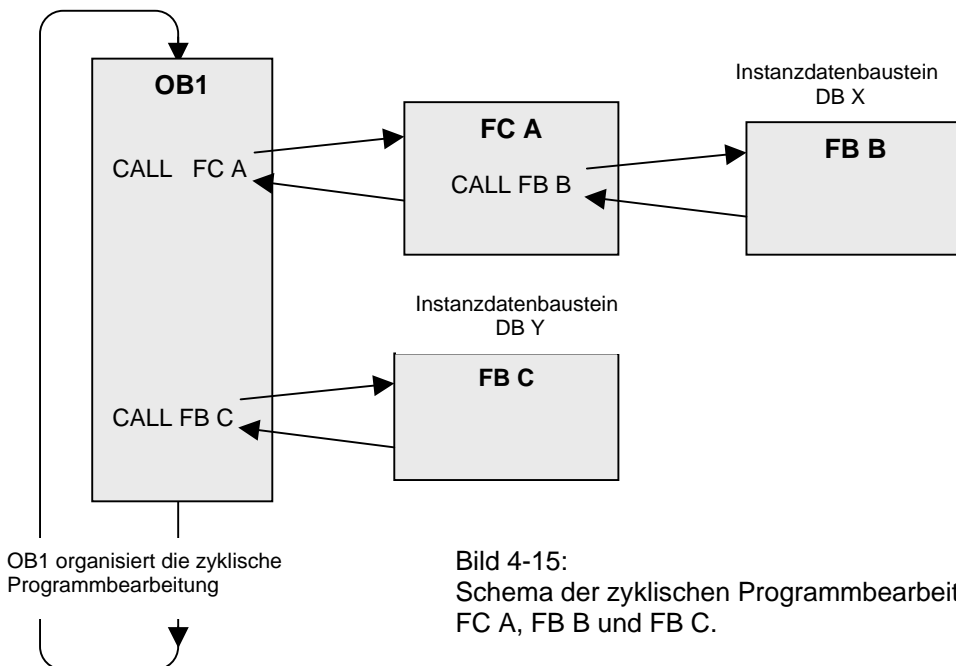 OB1
CALL FC A
FC A
CALL FB B
Instanzdatenbaustein
DB X
FB B
Instanzdatenbaustein
DB Y
FB C
CALL FB C
OB1 organisiert die zyklische
Programmbearbeitung
Bild 4-15:
Schema der zyklischen Programmbearbeit
FC A, FB B und FB C.